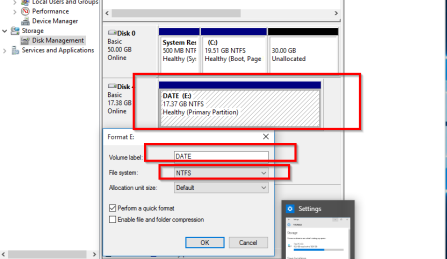 Local Users and Groups
Performance
Device Manager
Storage
Disk Management
Services and Applications
Disk 0
Basic
50.00 GB
Online
System Res
500 MB NTF
Healthy (Sy:
(C:)
19.51 GB NTFS
Healthy (Boot, Page
30.00 GB
Unallocated
Disk
Basic
17.38 GB
Online
DATE (E:)
17.37 GB NTFS
Healthy (Primary Partition)
Format E:
Volume label:
DATE
File system:
NTFS
Allocation unit size:
Default
Perform a quick format
Enable file and folder compression
OK
Cancel
Settings
Storage